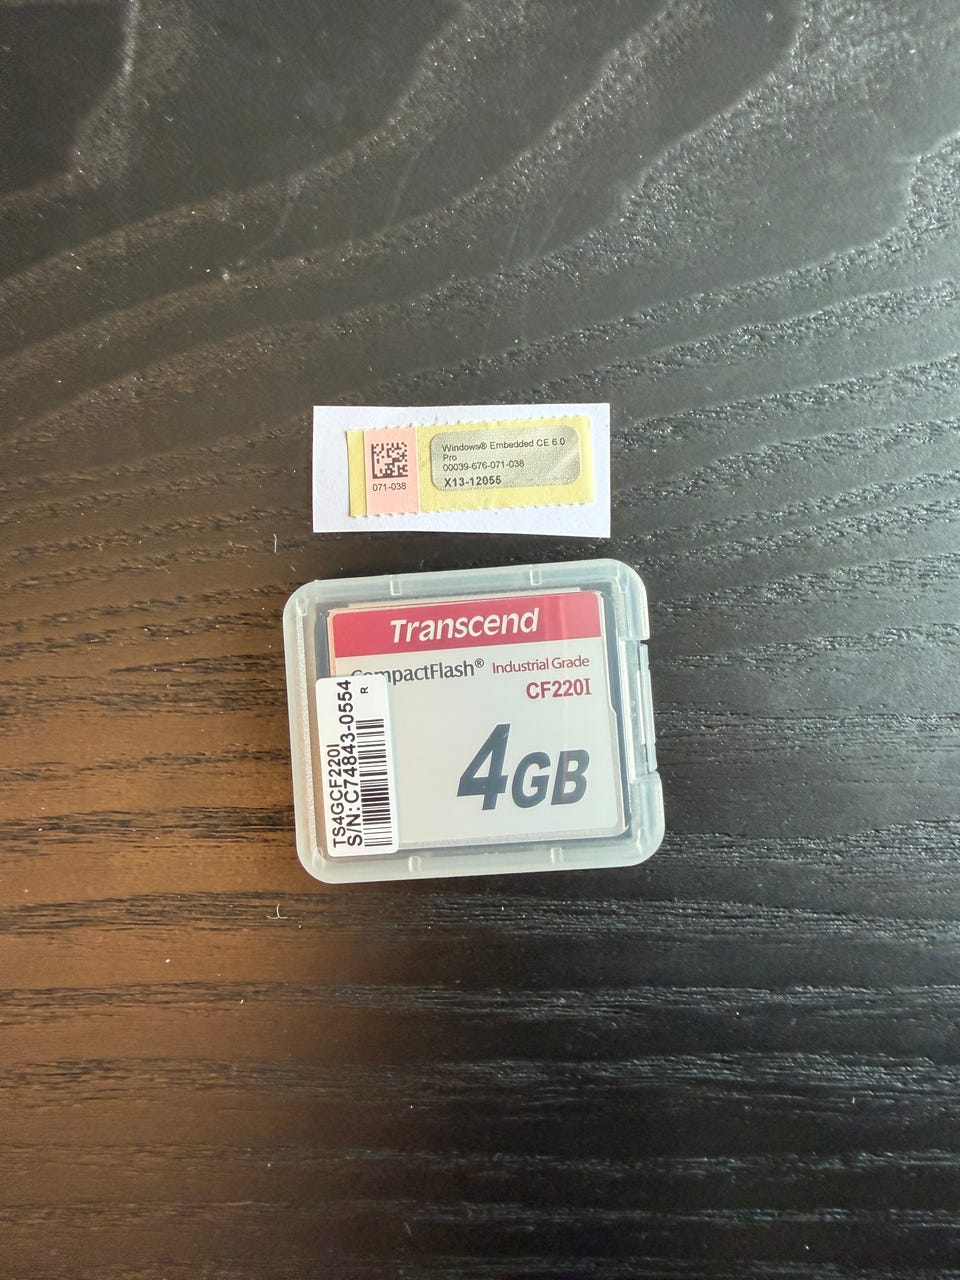 Windows® Embedded CE 6.0
Pro
00039-676-071-038
X13-12055
071-038
Transcend
CompactFlash® Industrial Grade
CF220I
4GB
TS4GCF220I
S/N:C74843-0554
R